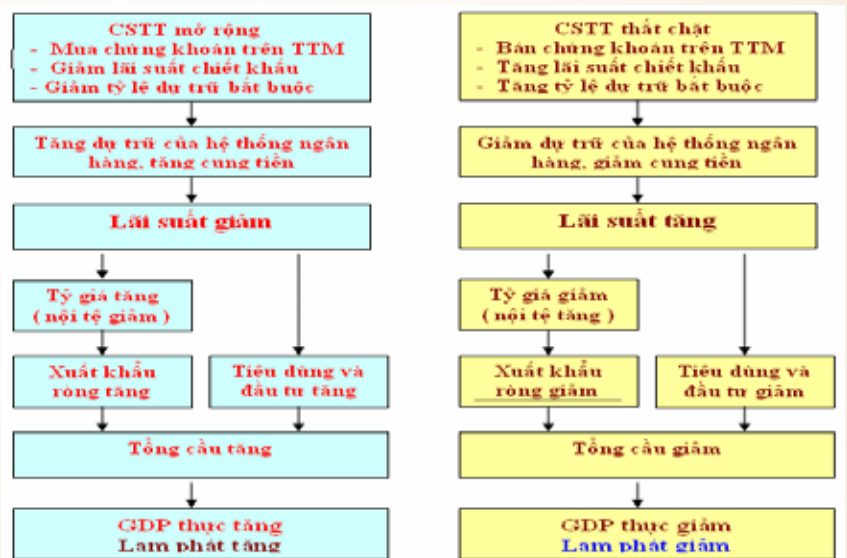 CSTT mở rộng
- Mua chứng khoán trên TTM
- Giảm lãi suất chiết khấu
- Giảm tỷ lệ dự trữ bắt buộc
Tăng dự trữ của hệ thống ngân
hàng, tăng cung tiền
Lãi suất giảm
Tỷ giá tăng
( nội tệ giảm )
Xuất khẩu
ròng tăng
Tiêu dùng và
đầu tư tăng
Tổng cầu tăng
GDP thực tăng
Lam phát tăng
CSTT thắt chặt
- Bán chứng khoán trên TTM
- Tăng lãi suất chiết khấu
- Tăng tỷ lệ dự trữ bắt buộc
Giảm dự trữ của hệ thống ngân
hàng, giảm cung tiền
Lãi suất tăng
Tỷ giá giảm
( nội tệ tăng )
Xuất khẩu
ròng giảm
Tiêu dùng và
đầu tư giảm
Tổng cầu giảm
GDP thực giảm
Lam phát giảm